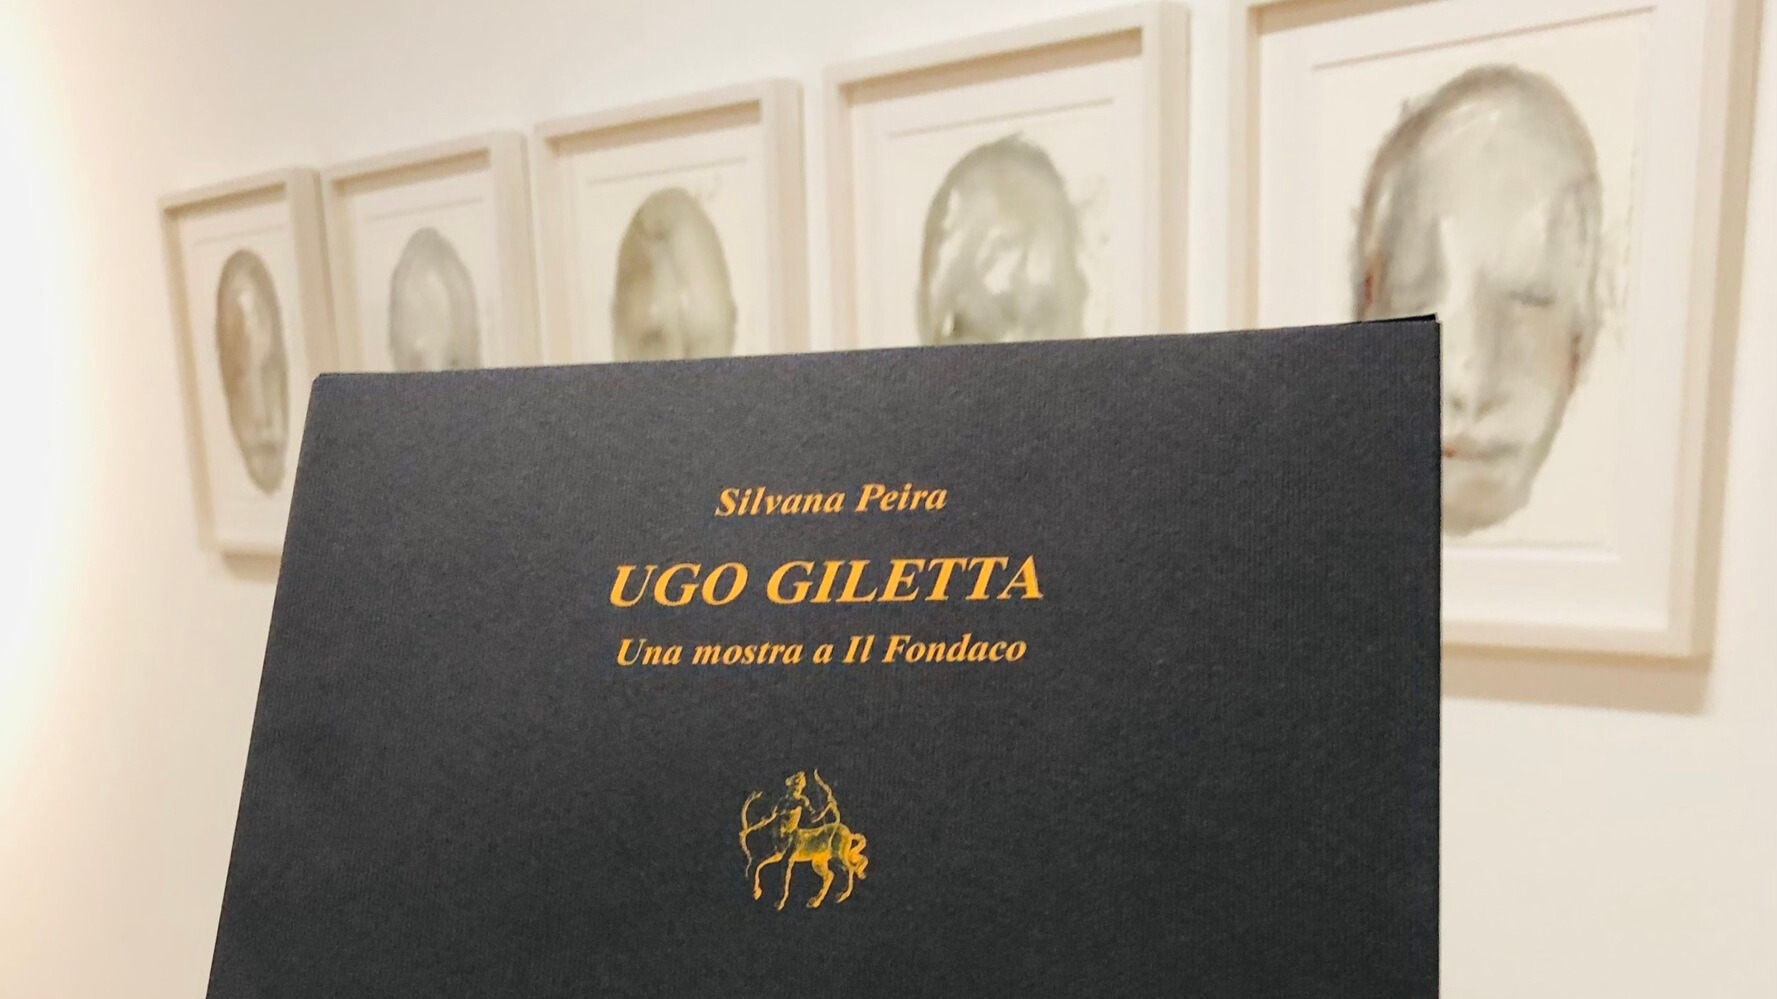 Silvana Peira
UGO GILETTA
Una mostra a Il Fondaco